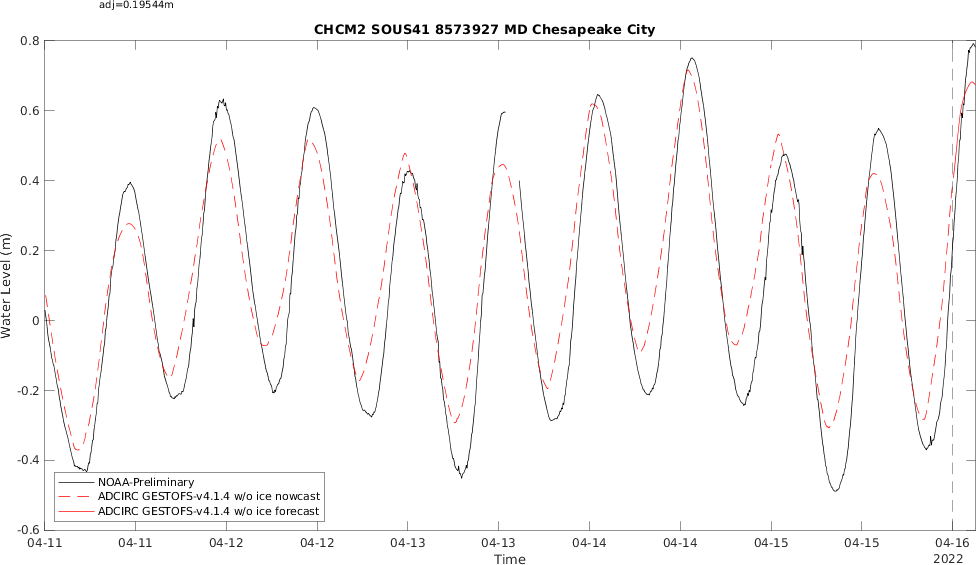 adj=0.19544m
CHCM2 SOUS41 8573927 MD Chesapeake City
0.8
0.6
0.4
0.2
0
-0.2
-0.4
-0.6
Water Level (m)
NOAA-Preliminary
ADCIRC GESTOFS-v4.1.4 w/o ice nowcast
ADCIRC GESTOFS-v4.1.4 w/o ice forecast
04-11 04-11 04-12 04-12 04-13 04-13 04-14 04-14 04-15 04-15 04-16
Time
2022